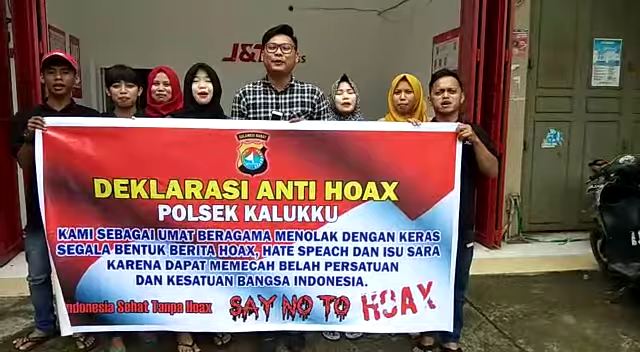 J&T
SULAWESI BARAT
DEKLARASI ANTI HOAX
POLSEK KALUKKU
KAMI SEBAGAI UMAT BERAGAMA MENOLAK DENGAN KERAS
SEGALA BENTUK BERITA HOAX, HATE SPEACH DAN ISU SARA
KARENA DAPAT MEMECAH BELAH PERSATUAN
DAN KESATUAN BANGSA INDONESIA.
Indonesia Sehat Tanpa Hoax SAY NO TO HOAX